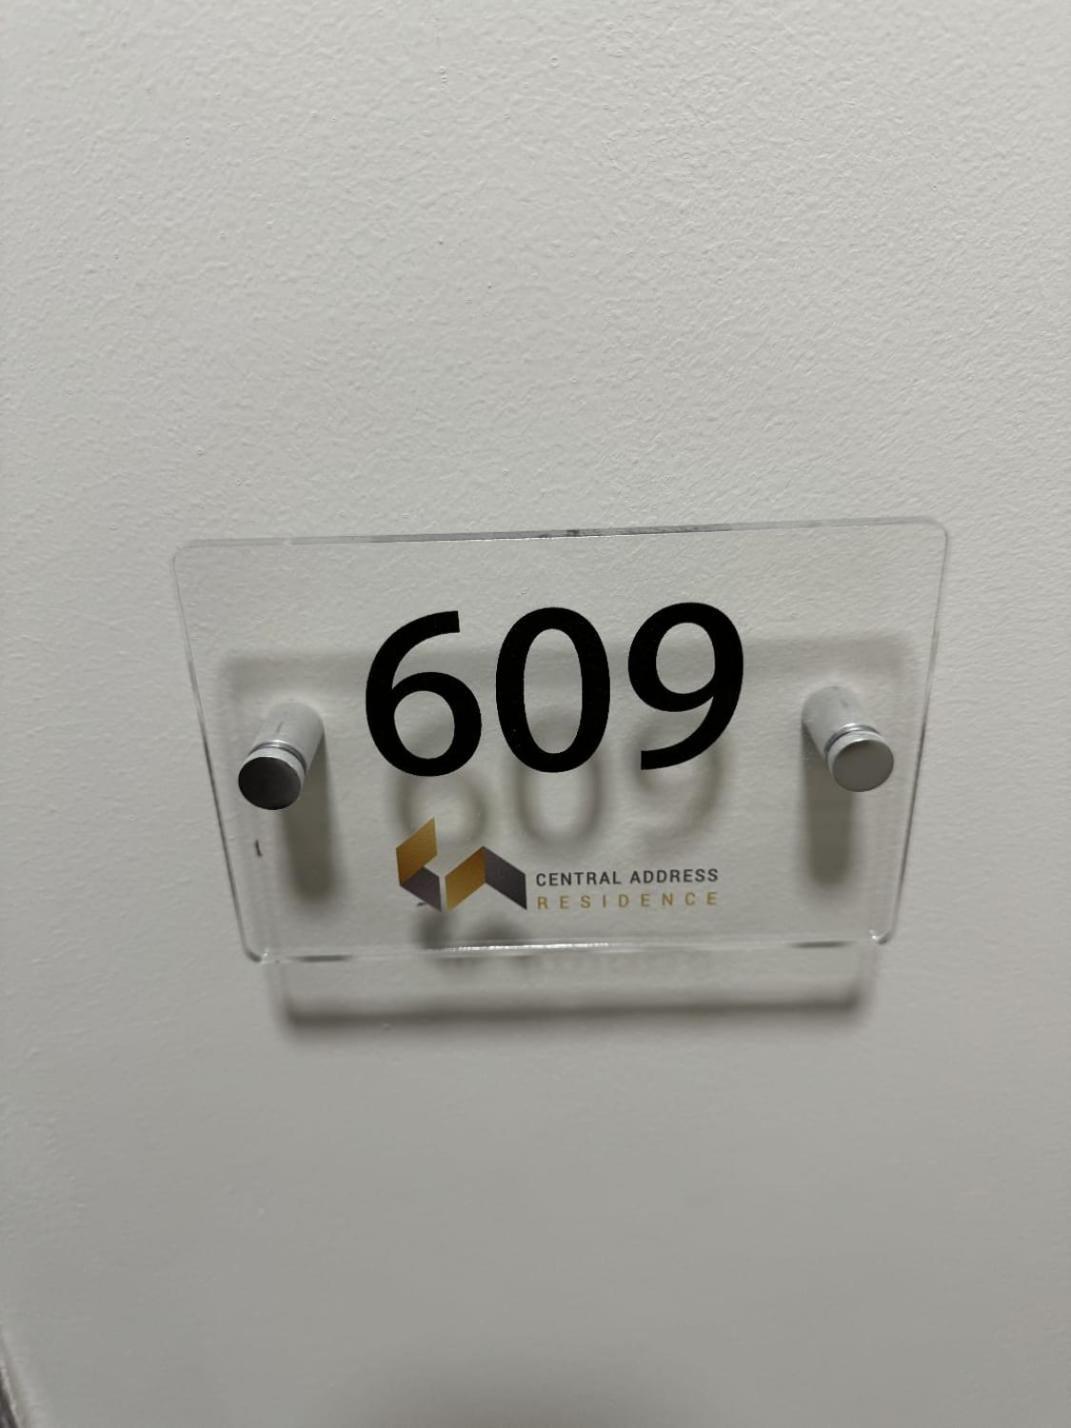 609
CENTRAL ADDRESS
RESIDENCE